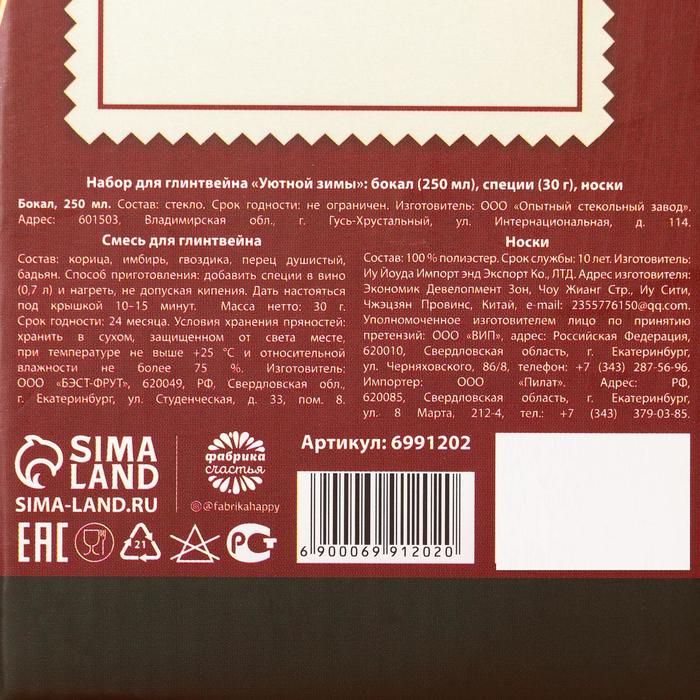 Набор для глинтвейна «Уютной зимы»: бокал (250 мл), специи (30 г), носки
Бокал, 250 мл. Состав: стекло. Срок годности: не ограничен. Изготовитель: ООО «Опытный стекольный завод».
Адрес: 601503, Владимирская обл., г. Гусь-Хрустальный, ул. Интернациональная, д. 114.
Смесь для глинтвейна
Состав: корица, имбирь, гвоздика, перец душистый,
бадьян. Способ приготовления: добавить специи в вино
(0,7 л) и нагреть, не допуская кипения. Дать настояться
под крышкой 10–15 минут. Масса нетто: 30 г.
Срок годности: 24 месяца. Условия хранения пряностей:
хранить в сухом, защищенном от света месте,
при температуре не выше +25 °С и относительной
влажности не более 75 %. Изготовитель:
ООО «БЭСТ-ФРУТ», 620049, РФ, Свердловская обл.,
г. Екатеринбург, ул. Студенческая, д. 33, пом. 8.
Носки
Состав: 100 % полиэстер. Срок службы: 10 лет. Изготовитель:
Иу Йоуда Импорт энд Экспорт Ко., ЛТД. Адрес изготовителя:
Экономик Девелопмент Зон, Чоу Жианг Стр., Иу Сити,
Чжэцзян Провинс, Китай, e-mail: 2355776150@qq.com.
Уполномоченное изготовителем лицо по принятию
претензий: ООО «ВИП», адрес: Российская Федерация,
620010, Свердловская область, г. Екатеринбург,
ул. Черняховского, 86/8, телефон: +7 (343) 287-56-96.
Импортер: ООО «Пилат». Адрес: РФ,
620085, Свердловская область, г. Екатеринбург,
ул. 8 Марта, 212-4, тел.: +7 (343) 379-03-85.
SIMA
LAND
SIMA-LAND.RU
фабрика
счастья
@fabrikahappy
Артикул: 6991202
6 900069 912020
EAC
21
РСТ